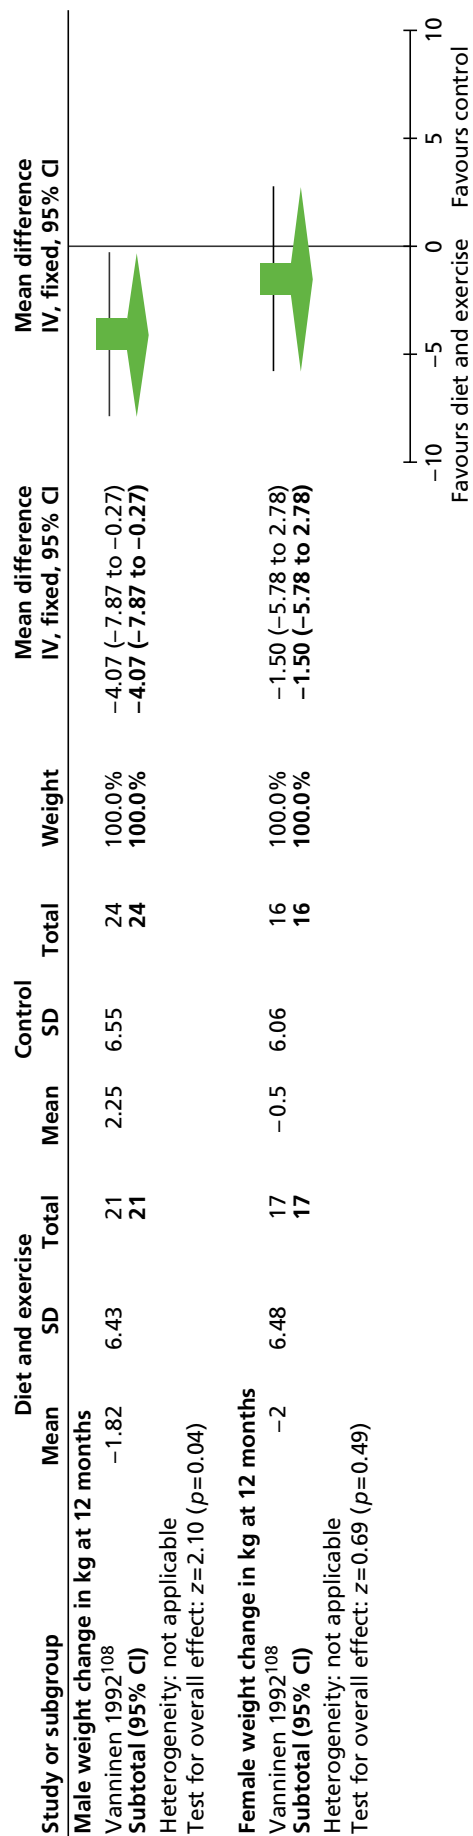 Diet and exercise Control Mean difference Mean difference
Study or subgroup Mean SD Total Mean SD Total Weight IV, fixed, 95% CI IV, fixed, 95% CI
Male weight change in kg at 12 months
Vanninen 1992¹⁰⁸ −1.82 6.43 21 2.25 6.55 24 100.0% −4.07 (−7.87 to −0.27)
Subtotal (95% CI) 21 24 100.0% −4.07 (−7.87 to −0.27)
Heterogeneity: not applicable
Test for overall effect: z=2.10 (p=0.04)
Female weight change in kg at 12 months
Vanninen 1992¹⁰⁸ −2 6.48 17 −0.5 6.06 16 100.0% −1.50 (−5.78 to 2.78)
Subtotal (95% CI) 17 16 100.0% −1.50 (−5.78 to 2.78)
Heterogeneity: not applicable
Test for overall effect: z=0.69 (p=0.49)
−10 −5 0 5 10
Favours diet and exercise Favours control